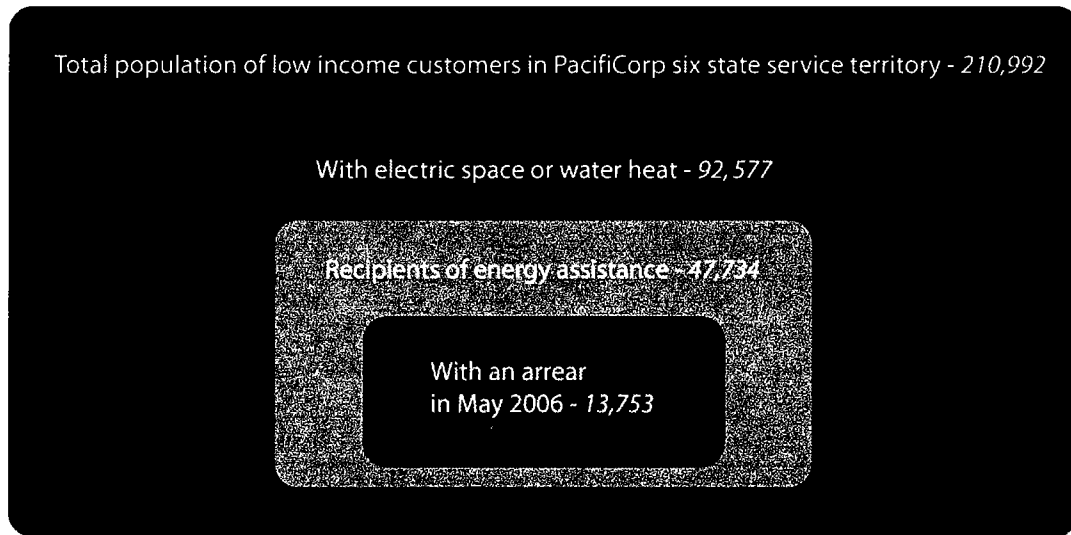 Total population of low income customers in PacifiCorp six state service territory - 210,992
With electric space or water heat - 92,577
Recipients of energy assistance - 47,734
With an arrear
in May 2006 - 13,753